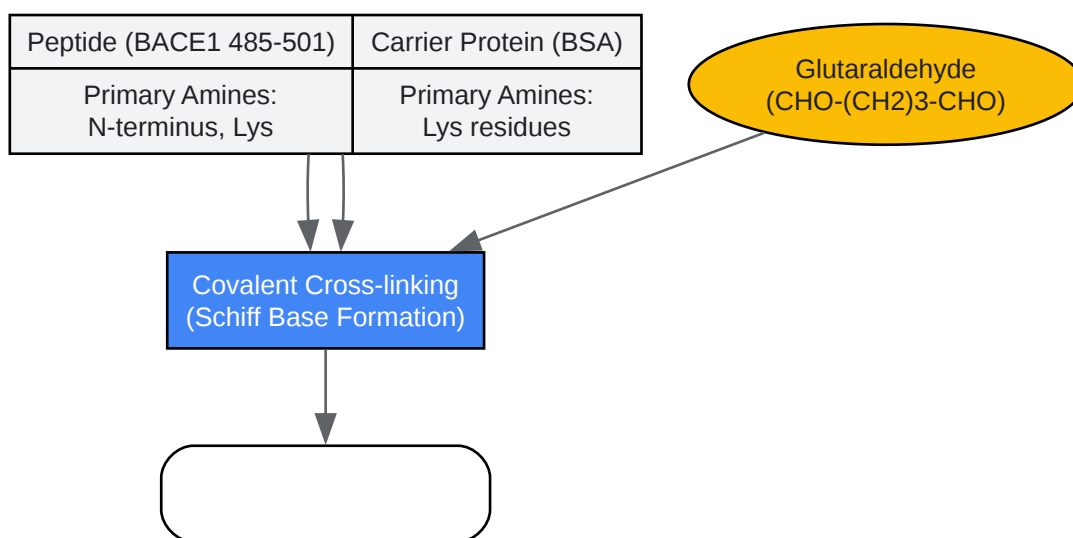 Peptide (BACE1 485-501)
Carrier Protein (BSA)
Primary Amines:
N-terminus, Lys
Primary Amines:
Lys residues
Glutaraldehyde
(CHO-(CH2)3-CHO)
Covalent Cross-linking
(Schiff Base Formation)